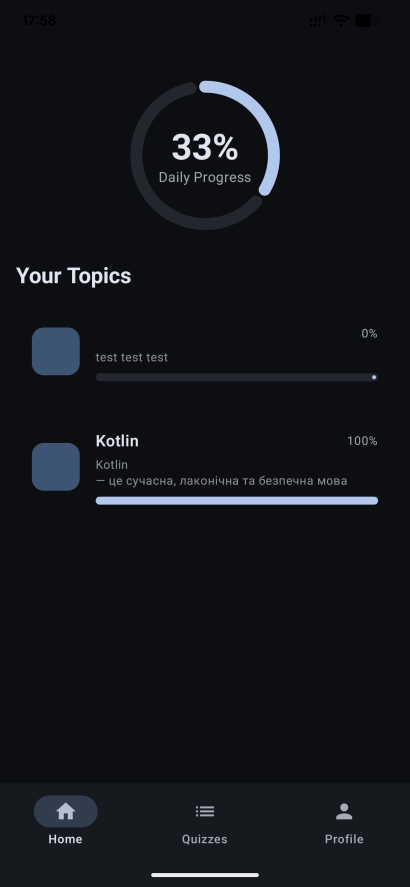 17:58
33%
Daily Progress
Your Topics
0%
test test test
Kotlin
100%
Kotlin
— це сучасна, лаконічна та безпечна мова
Home
Quizzes
Profile